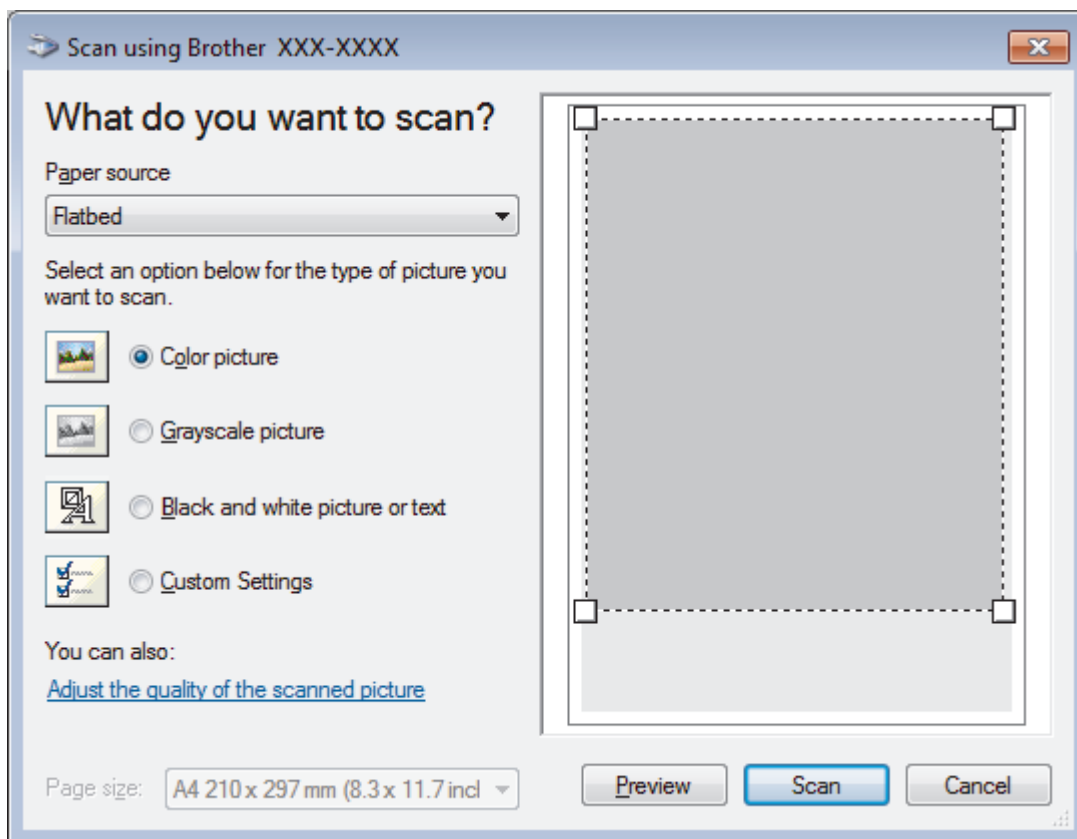 Scan using Brother XXX-XXXX
What do you want to scan?
Paper source
Flatbed
Select an option below for the type of picture you
want to scan.
Color picture
Grayscale picture
Black and white picture or text
Custom Settings
You can also:
Adjust the quality of the scanned picture
Page size: A4 210 x 297 mm (8.3 x 11.7 incl
Preview Scan Cancel